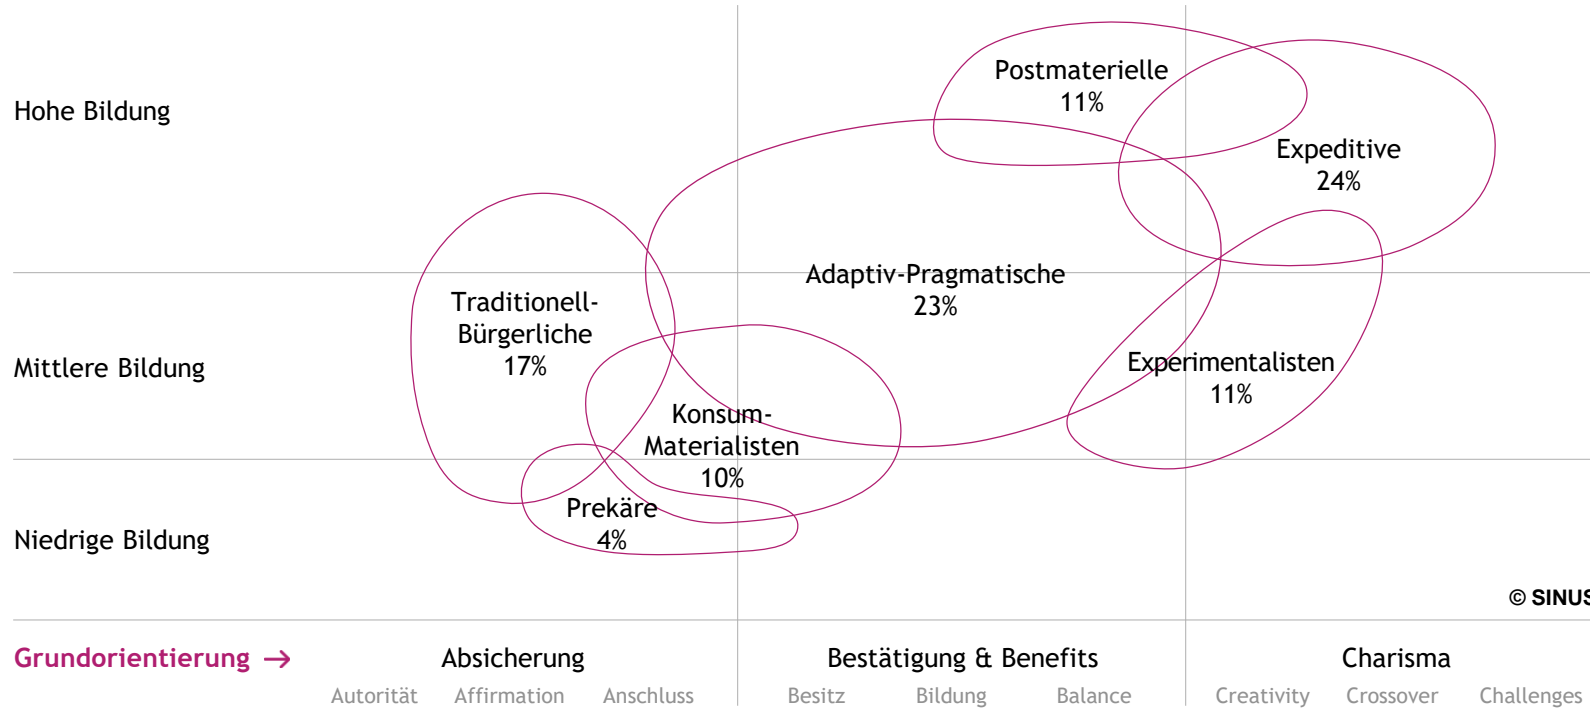 Hohe Bildung
Postmaterielle
11%
Expeditive
24%
Adaptiv-Pragmatische
23%
Traditionell-
Bürgerliche
17%
Mittlere Bildung
Experimentalisten
11%
Konsum-
Materialisten
10%
Prekäre
4%
Niedrige Bildung
© SINUS
Grundorientierung → Absicherung Bestätigung & Benefits Charisma
Autorität Affirmation Anschluss Besitz Bildung Balance Creativity Crossover Challenges